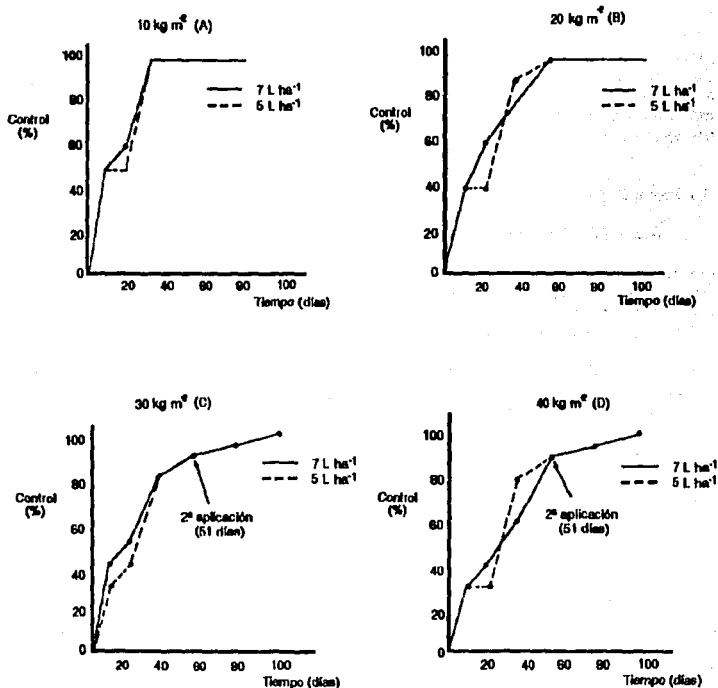 10 kg m⁻² (A)
100
80
60
40
20
0
Control
(%)
7 L ha⁻¹
5 L ha⁻¹
20 40 60 90 100
Tiempo (días)
20 kg m⁻² (B)
100
80
60
40
20
0
Control
(%)
7 L ha⁻¹
5 L ha⁻¹
20 40 60 80 100
Tiempo (días)
30 kg m⁻² (C)
100
80
60
40
20
0
Control
(%)
7 L ha⁻¹
5 L ha⁻¹
2ª aplicación
(51 días)
20 40 60 80 100
Tiempo (días)
40 kg m⁻² (D)
100
80
60
40
20
0
Control
(%)
7 L ha⁻¹
5 L ha⁻¹
2ª aplicación
(51 días)
20 40 60 80 100
Tiempo (días)